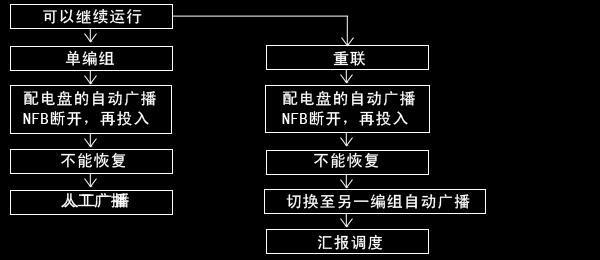 可以继续运行
单编组
配电盘的自动广播
NFB断开，再投入
不能恢复
人工广播
重联
配电盘的自动广播
NFB断开，再投入
不能恢复
切换至另一编组自动广播
汇报调度